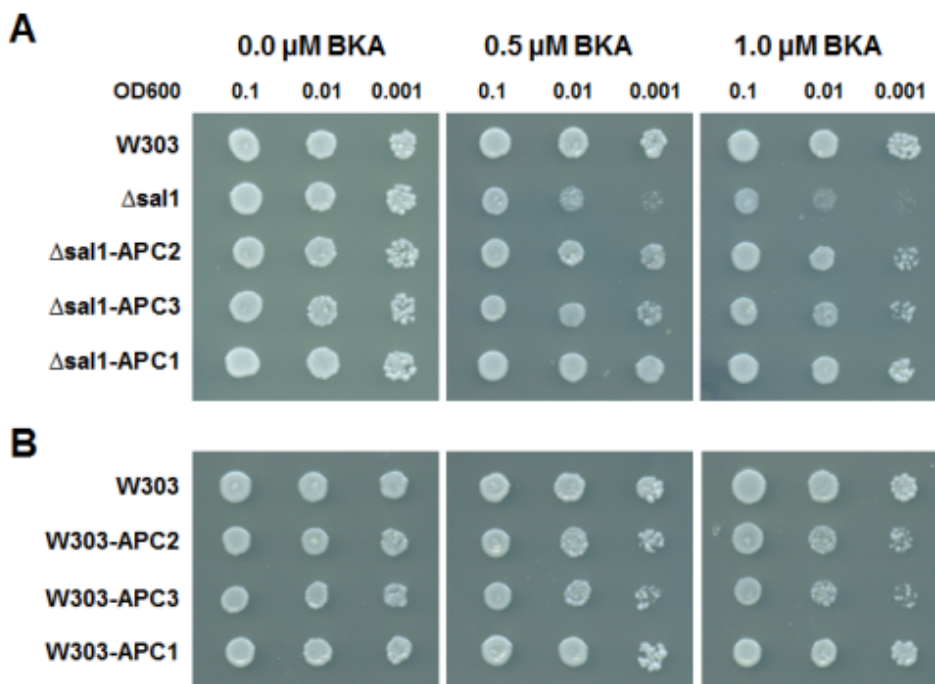 A
0.0 µM BKA 0.5 µM BKA 1.0 µM BKA
OD600 0.1 0.01 0.001 0.1 0.01 0.001 0.1 0.01 0.001
W303
Δsal1
Δsal1-APC2
Δsal1-APC3
Δsal1-APC1
B
W303
W303-APC2
W303-APC3
W303-APC1